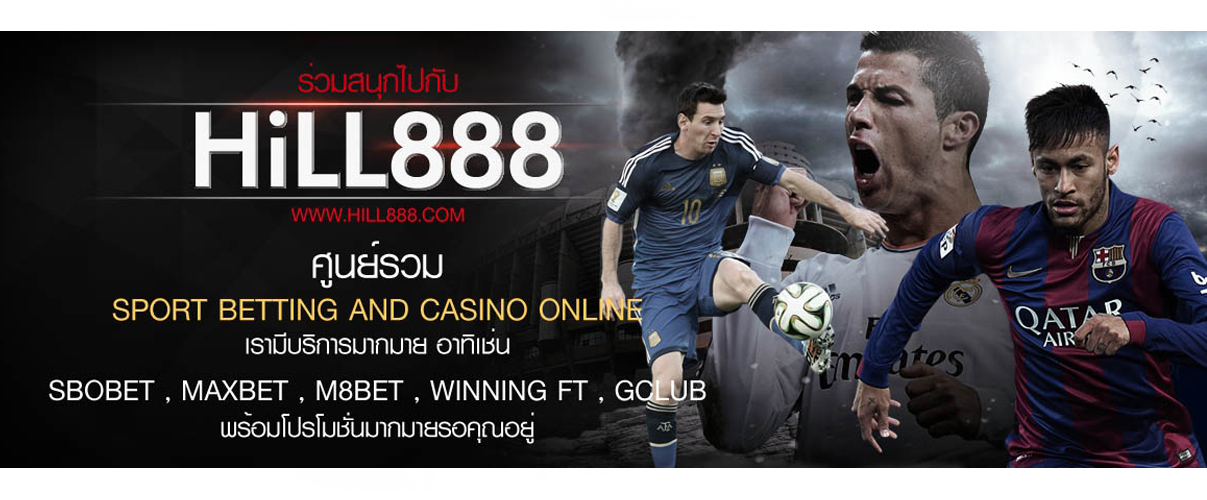 ร่วมสนุกไปกับ
HiLL888
WWW.HILL888.COM
ศูนย์รวม
SPORT BETTING AND CASINO ONLINE
เรามีบริการมากมาย อาทิเช่น
SBOBET , MAXBET , M8BET , WINNING FT , GCLUB
พร้อมโปรโมชั่นมากมายรอคุณอยู่
10
QATAR
AIR